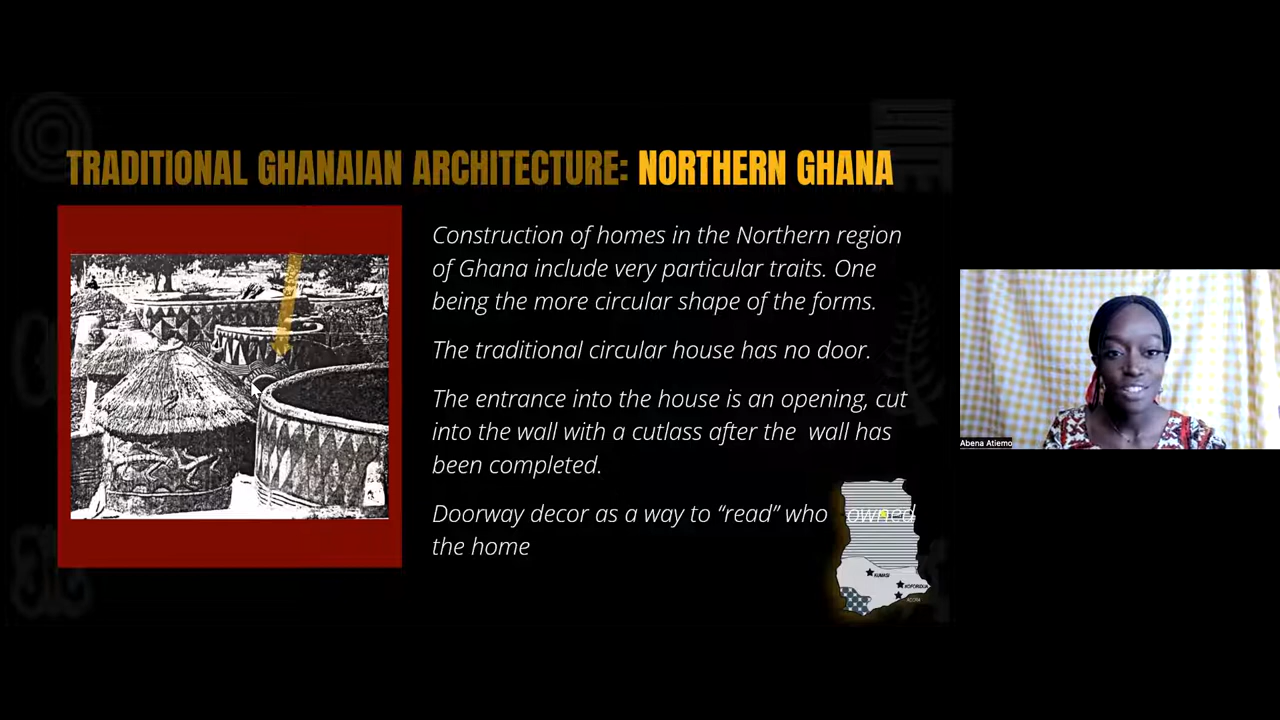 TRADITIONAL GHANAIAN ARCHITECTURE: NORTHERN GHANA
Construction of homes in the Northern region
of Ghana include very particular traits. One
being the more circular shape of the forms.
The traditional circular house has no door.
The entrance into the house is an opening, cut
into the wall with a cutlass after the wall has
been completed.
Doorway decor as a way to “read” who owned
the home
KUMASI
KOFORIDUA
ACCRA
Abena Atiemo